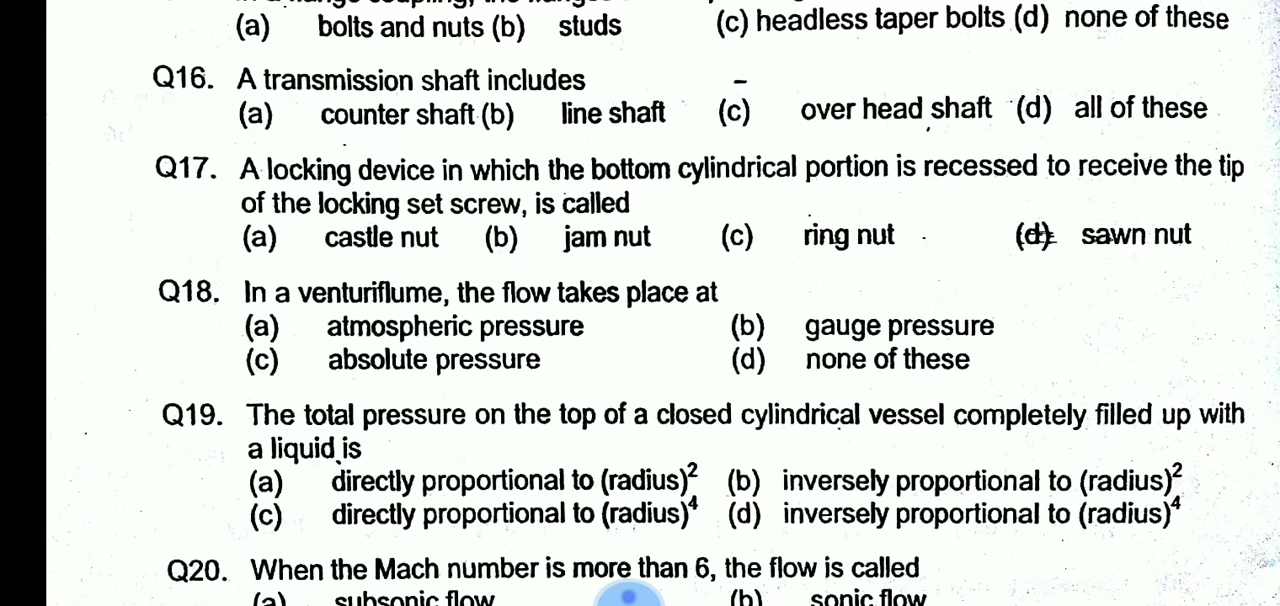 (a) bolts and nuts (b) studs (c) headless taper bolts (d) none of these
Q16. A transmission shaft includes
(a) counter shaft (b) line shaft (c) over head shaft (d) all of these
Q17. A locking device in which the bottom cylindrical portion is recessed to receive the tip
of the locking set screw, is called
(a) castle nut (b) jam nut (c) ring nut (d) sawn nut
Q18. In a venturiflume, the flow takes place at
(a) atmospheric pressure (b) gauge pressure
(c) absolute pressure (d) none of these
Q19. The total pressure on the top of a closed cylindrical vessel completely filled up with
a liquid is
(a) directly proportional to (radius)² (b) inversely proportional to (radius)²
(c) directly proportional to (radius)⁴ (d) inversely proportional to (radius)⁴
Q20. When the Mach number is more than 6, the flow is called
(a) subsonic flow (b) sonic flow